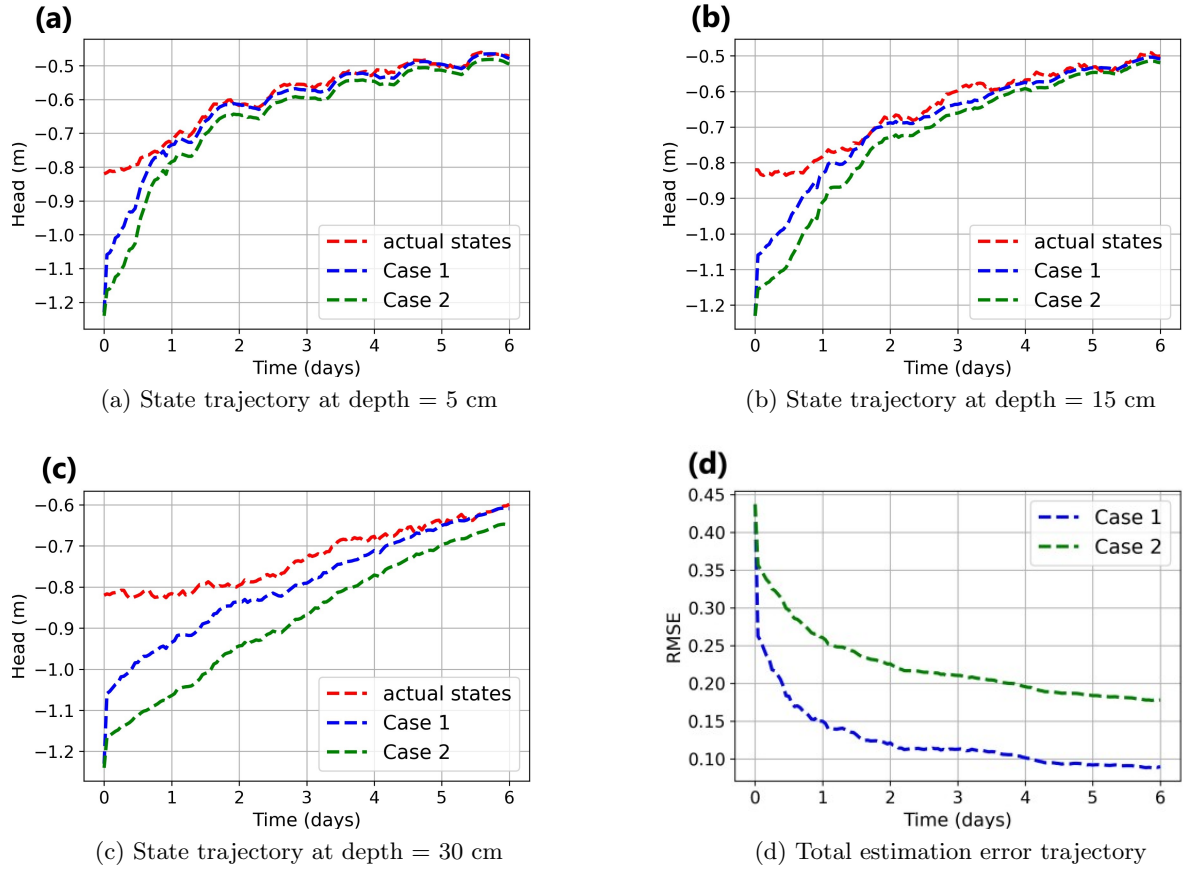 (a)
−0.5
−0.6
−0.7
−0.8
−0.9
−1.0
−1.1
−1.2
Head (m)
actual states
Case 1
Case 2
0 1 2 3 4 5 6
Time (days)
(a) State trajectory at depth = 5 cm
(b)
−0.5
−0.6
−0.7
−0.8
−0.9
−1.0
−1.1
−1.2
Head (m)
actual states
Case 1
Case 2
0 1 2 3 4 5 6
Time (days)
(b) State trajectory at depth = 15 cm
(c)
−0.6
−0.7
−0.8
−0.9
−1.0
−1.1
−1.2
Head (m)
actual states
Case 1
Case 2
0 1 2 3 4 5 6
Time (days)
(c) State trajectory at depth = 30 cm
(d)
0.45
0.40
0.35
0.30
0.25
0.20
0.15
0.10
RMSE
Case 1
Case 2
0 1 2 3 4 5 6
Time (days)
(d) Total estimation error trajectory